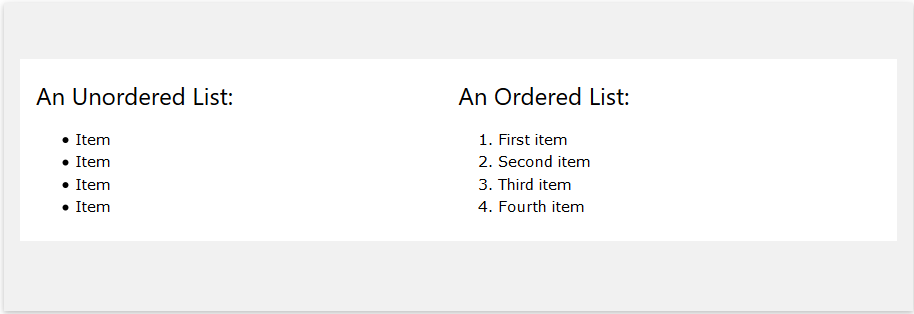 An Unordered List:
• Item
• Item
• Item
• Item
An Ordered List:
1. First item
2. Second item
3. Third item
4. Fourth item